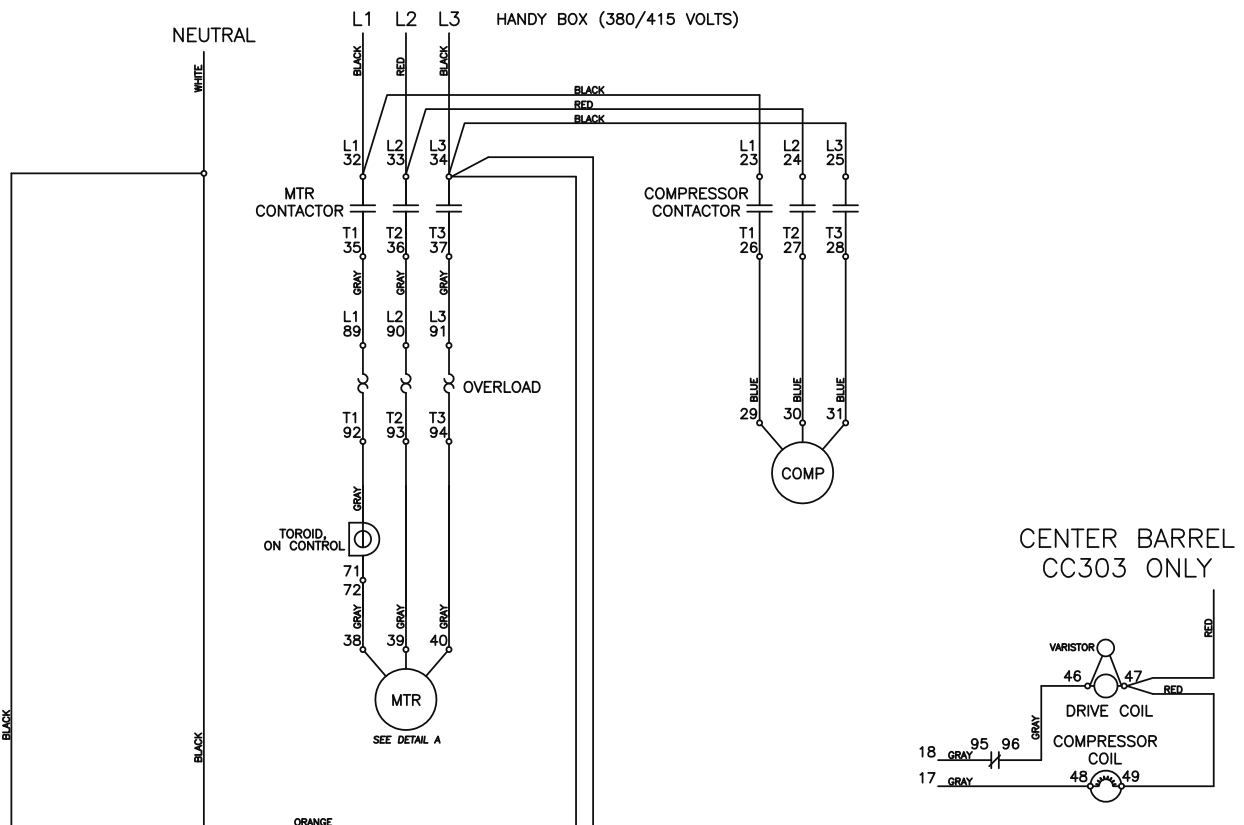 L1 L2 L3 HANDY BOX (380/415 VOLTS)
NEUTRAL
WHITE
BLACK
RED
BLACK
BLACK
RED
BLACK
L1
32
L2
33
L3
34
L1
23
L2
24
L3
25
MTR
CONTACTOR
COMPRESSOR
CONTACTOR
T1
35
T2
36
T3
37
T1
26
T2
27
T3
28
GRAY
GRAY
GRAY
L1
89
L2
90
L3
91
OVERLOAD
BLUE
BLUE
BLUE
29
30
31
T1
92
T2
93
T3
94
COMP
GRAY
TOROID,
ON CONTROL
71
72
GRAY
GRAY
GRAY
38
39
40
MTR
SEE DETAIL A
BLACK
BLACK
ORANGE
CENTER BARREL
CC303 ONLY
RED
VARISTOR
46
47
RED
DRIVE COIL
GRAY
COMPRESSOR
COIL
18
GRAY
95
96
17
GRAY
48
49